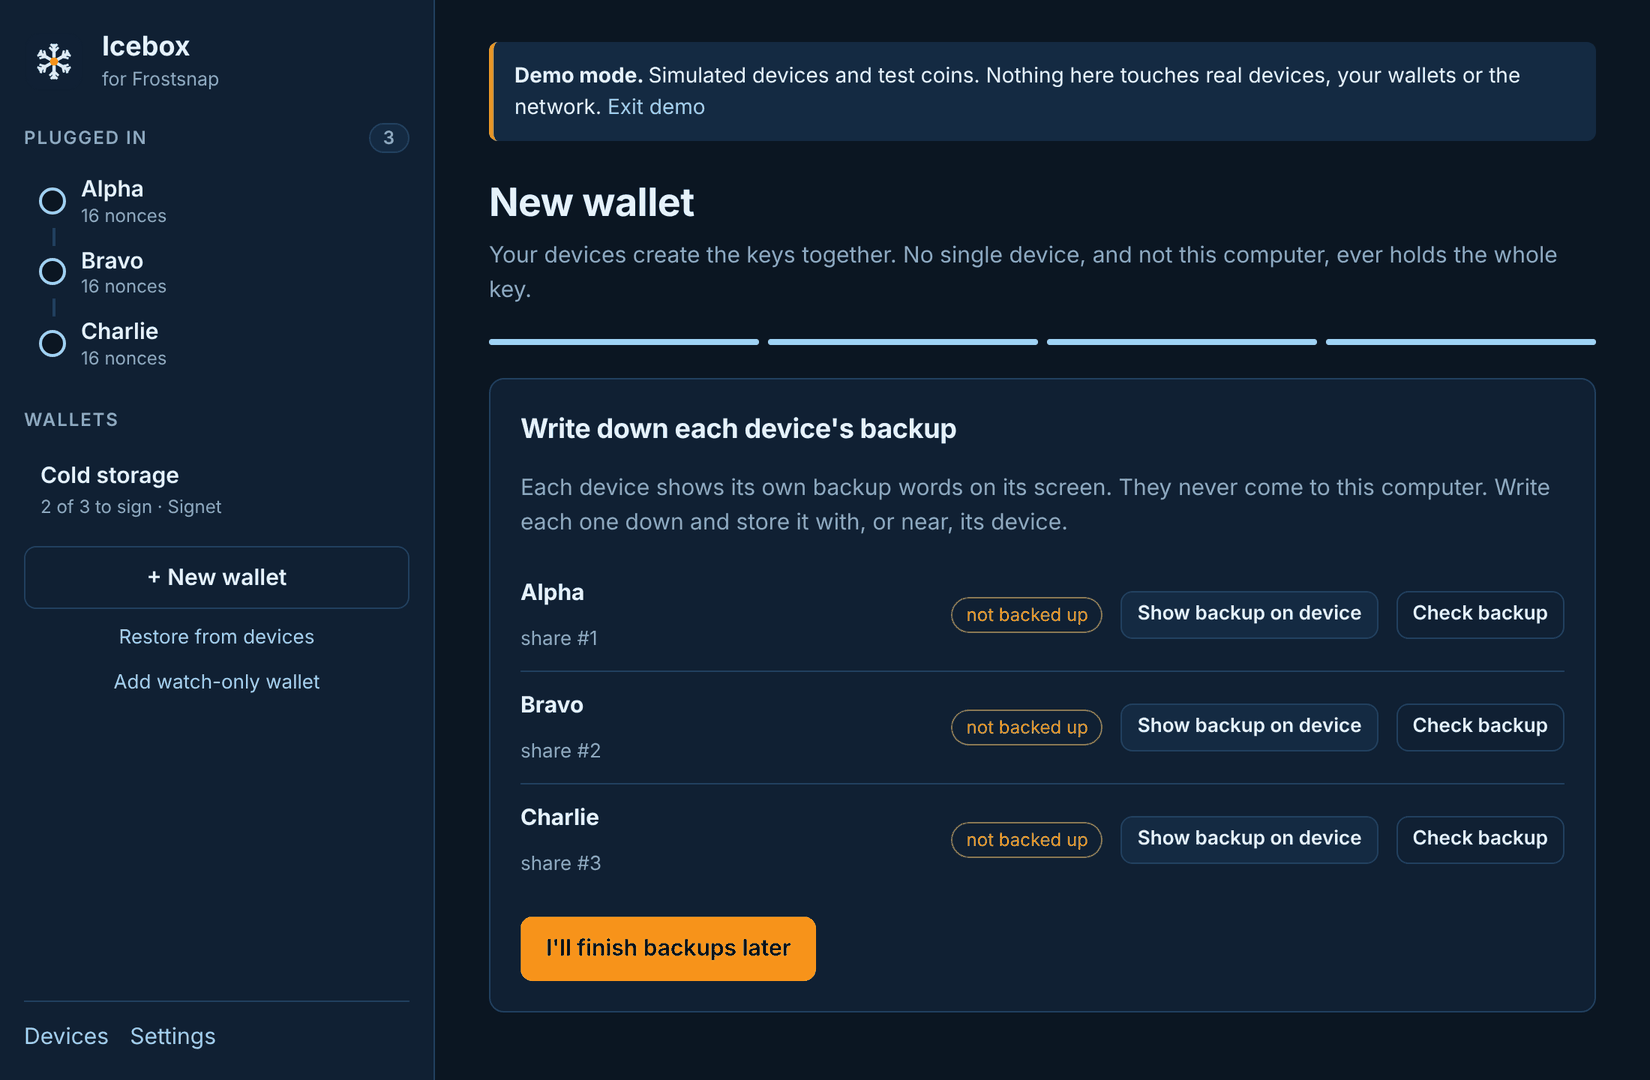 Icebox
for Frostsnap
PLUGGED IN
3
Alpha
16 nonces
Bravo
16 nonces
Charlie
16 nonces
WALLETS
Cold storage
2 of 3 to sign · Signet
+ New wallet
Restore from devices
Add watch-only wallet
Devices
Settings
Demo mode. Simulated devices and test coins. Nothing here touches real devices, your wallets or the
network. Exit demo
New wallet
Your devices create the keys together. No single device, and not this computer, ever holds the whole
key.
Write down each device's backup
Each device shows its own backup words on its screen. They never come to this computer. Write
each one down and store it with, or near, its device.
Alpha
share #1
not backed up
Show backup on device
Check backup
Bravo
share #2
not backed up
Show backup on device
Check backup
Charlie
share #3
not backed up
Show backup on device
Check backup
I'll finish backups later